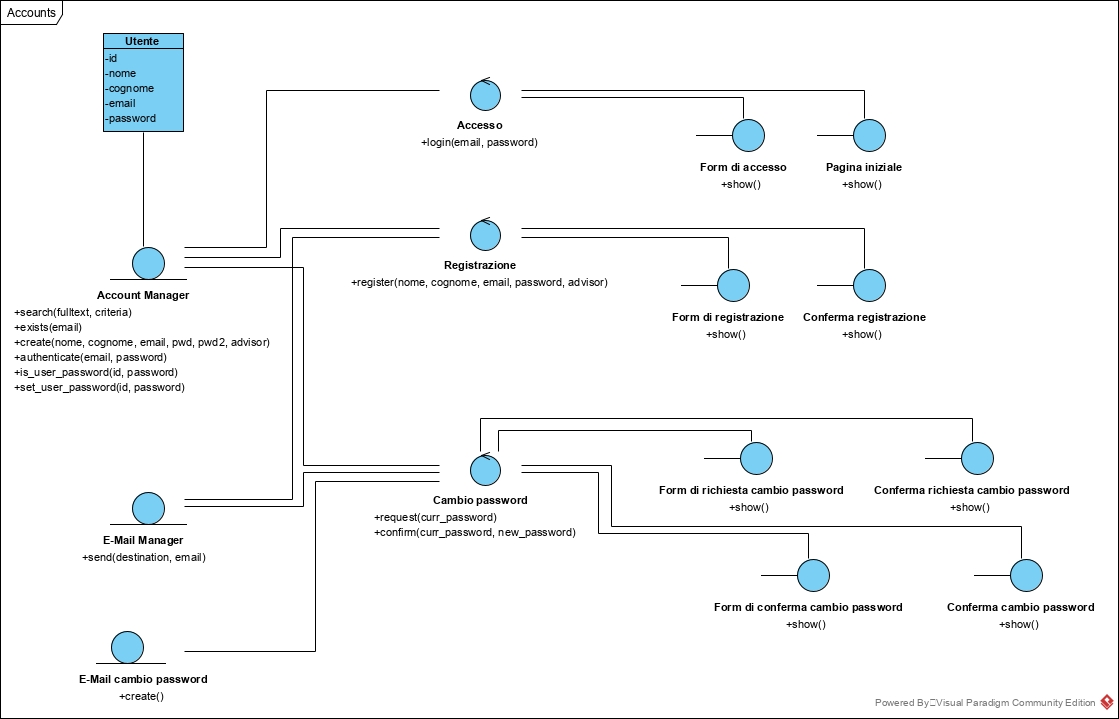 Accounts
Utente
-id
-nome
-cognome
-email
-password
Accesso
+login(email, password)
Form di accesso
+show()
Pagina iniziale
+show()
Account Manager
+search(fulltext, criteria)
+exists(email)
+create(nome, cognome, email, pwd, pwd2, advisor)
+authenticate(email, password)
+is_user_password(id, password)
+set_user_password(id, password)
Registrazione
+register(nome, cognome, email, password, advisor)
Form di registrazione
+show()
Conferma registrazione
+show()
Cambio password
+request(curr_password)
+confirm(curr_password, new_password)
Form di richiesta cambio password
+show()
Conferma richiesta cambio password
+show()
E-Mail Manager
+send(destination, email)
Form di conferma cambio password
+show()
Conferma cambio password
+show()
E-Mail cambio password
+create()
Powered By Visual Paradigm Community Edition